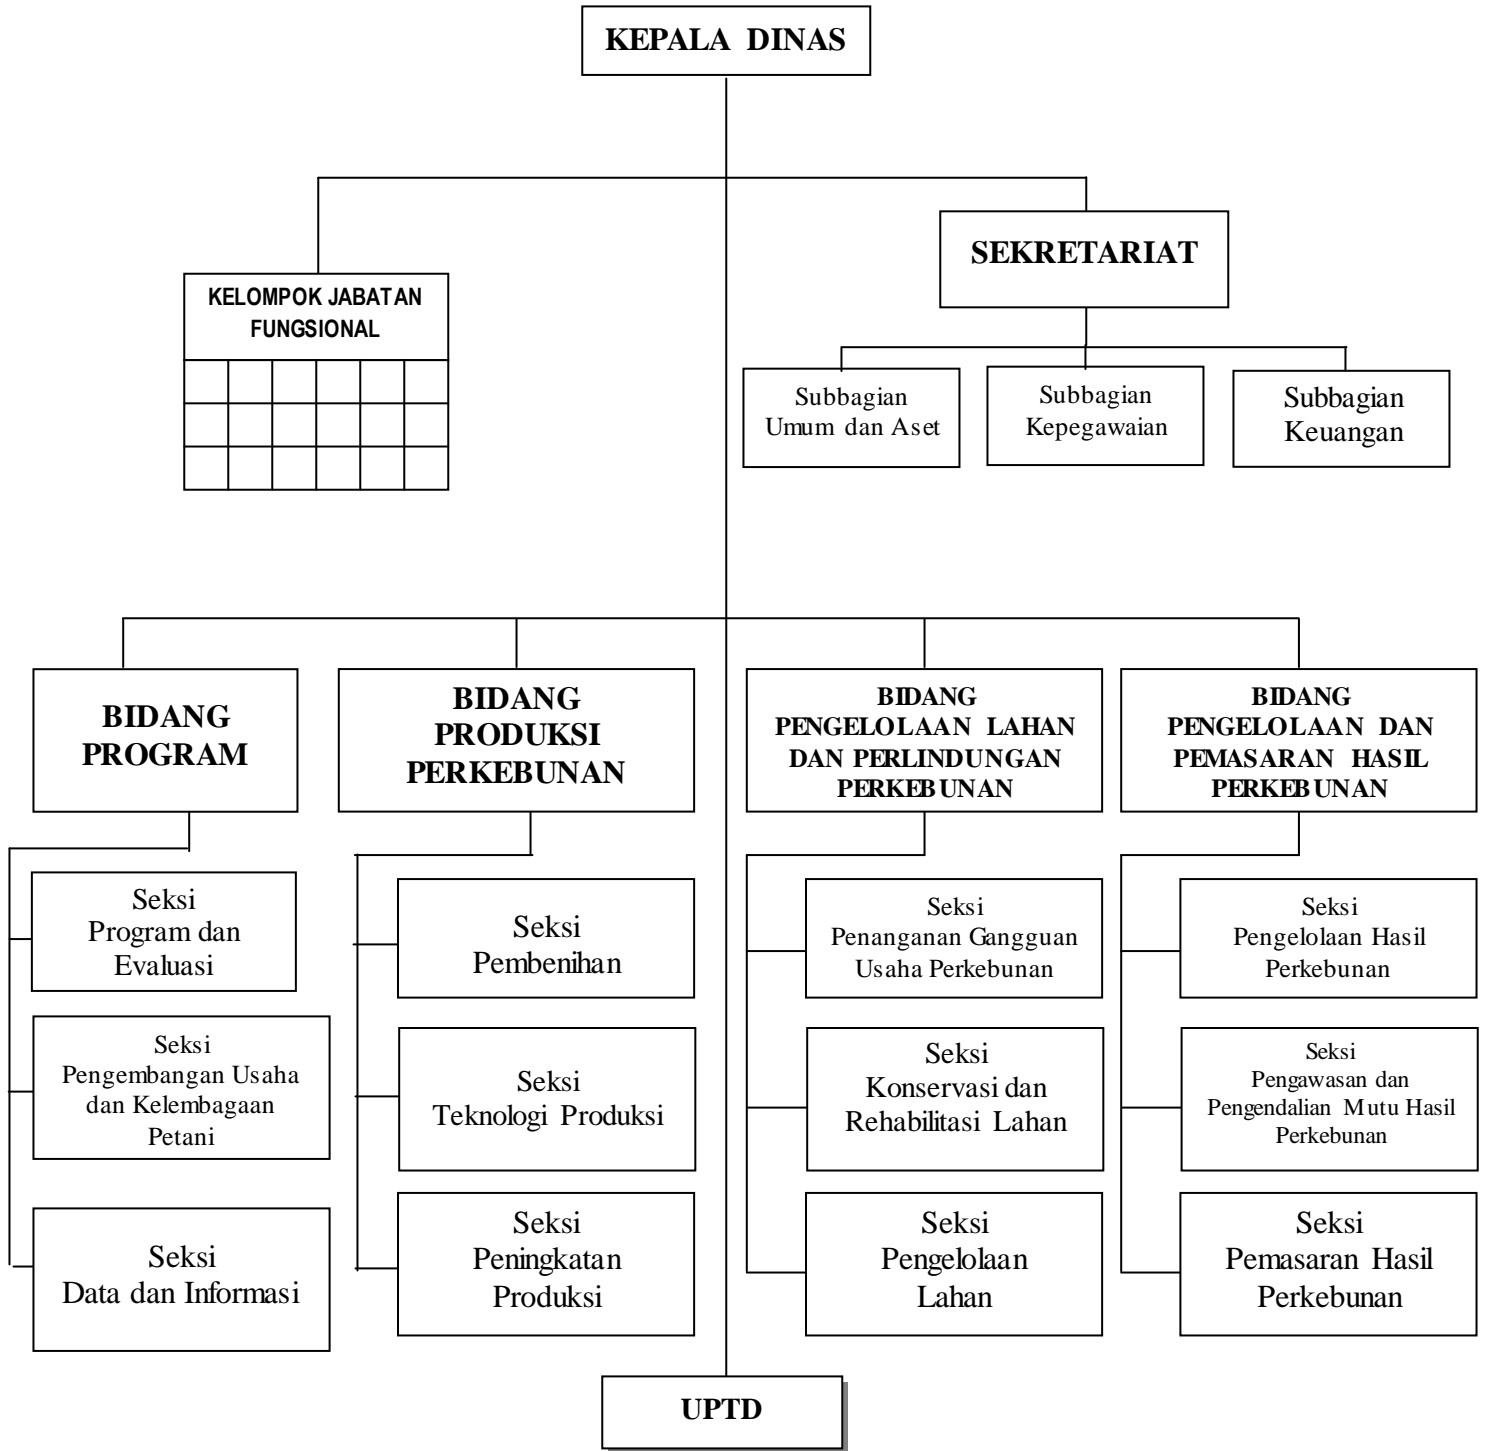 KEPALA DINAS
SEKRETARIAT
KELOMPOK JABATAN
FUNGSIONAL
Subbagian
Umum dan Aset
Subbagian
Kepegawaian
Subbagian
Keuangan
BIDANG
PROGRAM
BIDANG
PRODUKSI
PERKEBUNAN
BIDANG
PENGELOLAAN LAHAN
DAN PERLINDUNGAN
PERKEBUNAN
BIDANG
PENGELOLAAN DAN
PEMASARAN HASIL
PERKEBUNAN
Seksi
Program dan
Evaluasi
Seksi
Pengembangan Usaha
dan Kelembagaan
Petani
Seksi
Data dan Informasi
Seksi
Pembenihan
Seksi
Teknologi Produksi
Seksi
Peningkatan
Produksi
Seksi
Penanganan Gangguan
Usaha Perkebunan
Seksi
Konservasi dan
Rehabilitasi Lahan
Seksi
Pengelolaan
Lahan
Seksi
Pengelolaan Hasil
Perkebunan
Seksi
Pengawasan dan
Pengendalian Mutu Hasil
Perkebunan
Seksi
Pemasaran Hasil
Perkebunan
UPTD